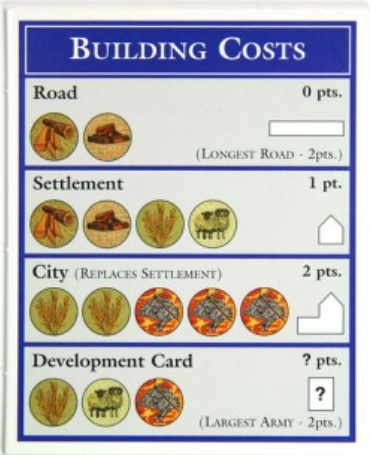 BUILDING COSTS
Road 0 pts.
(LONGEST ROAD - 2pts.)
Settlement 1 pt.
City (REPLACES SETTLEMENT) 2 pts.
Development Card ? pts.
?
(LARGEST ARMY - 2pts.)